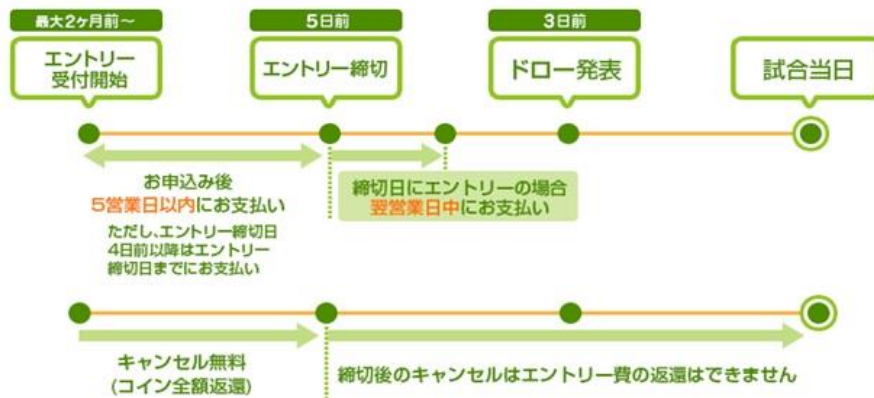 最大2ヶ月前～
5日前
3日前
エントリー
受付開始
エントリー締切
ドロー発表
試合当日
お申込み後
5営業日以内にお支払い
ただし、エントリー締切日
4日前以降はエントリー
締切日までにお支払い
締切日にエントリーの場合
翌営業日中にお支払い
キャンセル無料
(コイン全額返還)
締切後のキャンセルはエントリー費の返還はできません